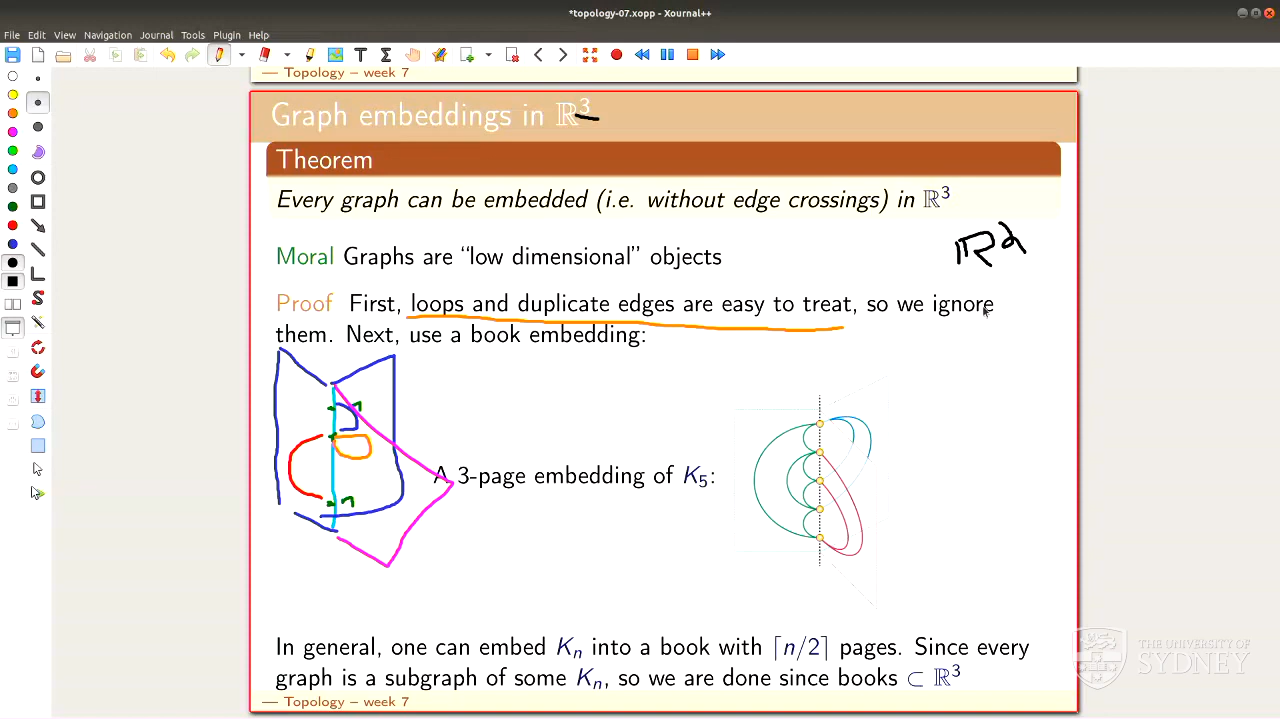 *topology-07.xopp - Xournal++
File Edit View Navigation Journal Tools Plugin Help
— Topology – week 7
Graph embeddings in ℝ³
Theorem
Every graph can be embedded (i.e. without edge crossings) in ℝ³
ℝ²
Moral Graphs are “low dimensional” objects
Proof First, loops and duplicate edges are easy to treat, so we ignore
them. Next, use a book embedding:
A 3-page embedding of K₅:
In general, one can embed Kₙ into a book with ⌈n/2⌉ pages. Since every
graph is a subgraph of some Kₙ, so we are done since books ⊂ ℝ³
— Topology – week 7
THE UNIVERSITY OF
SYDNEY